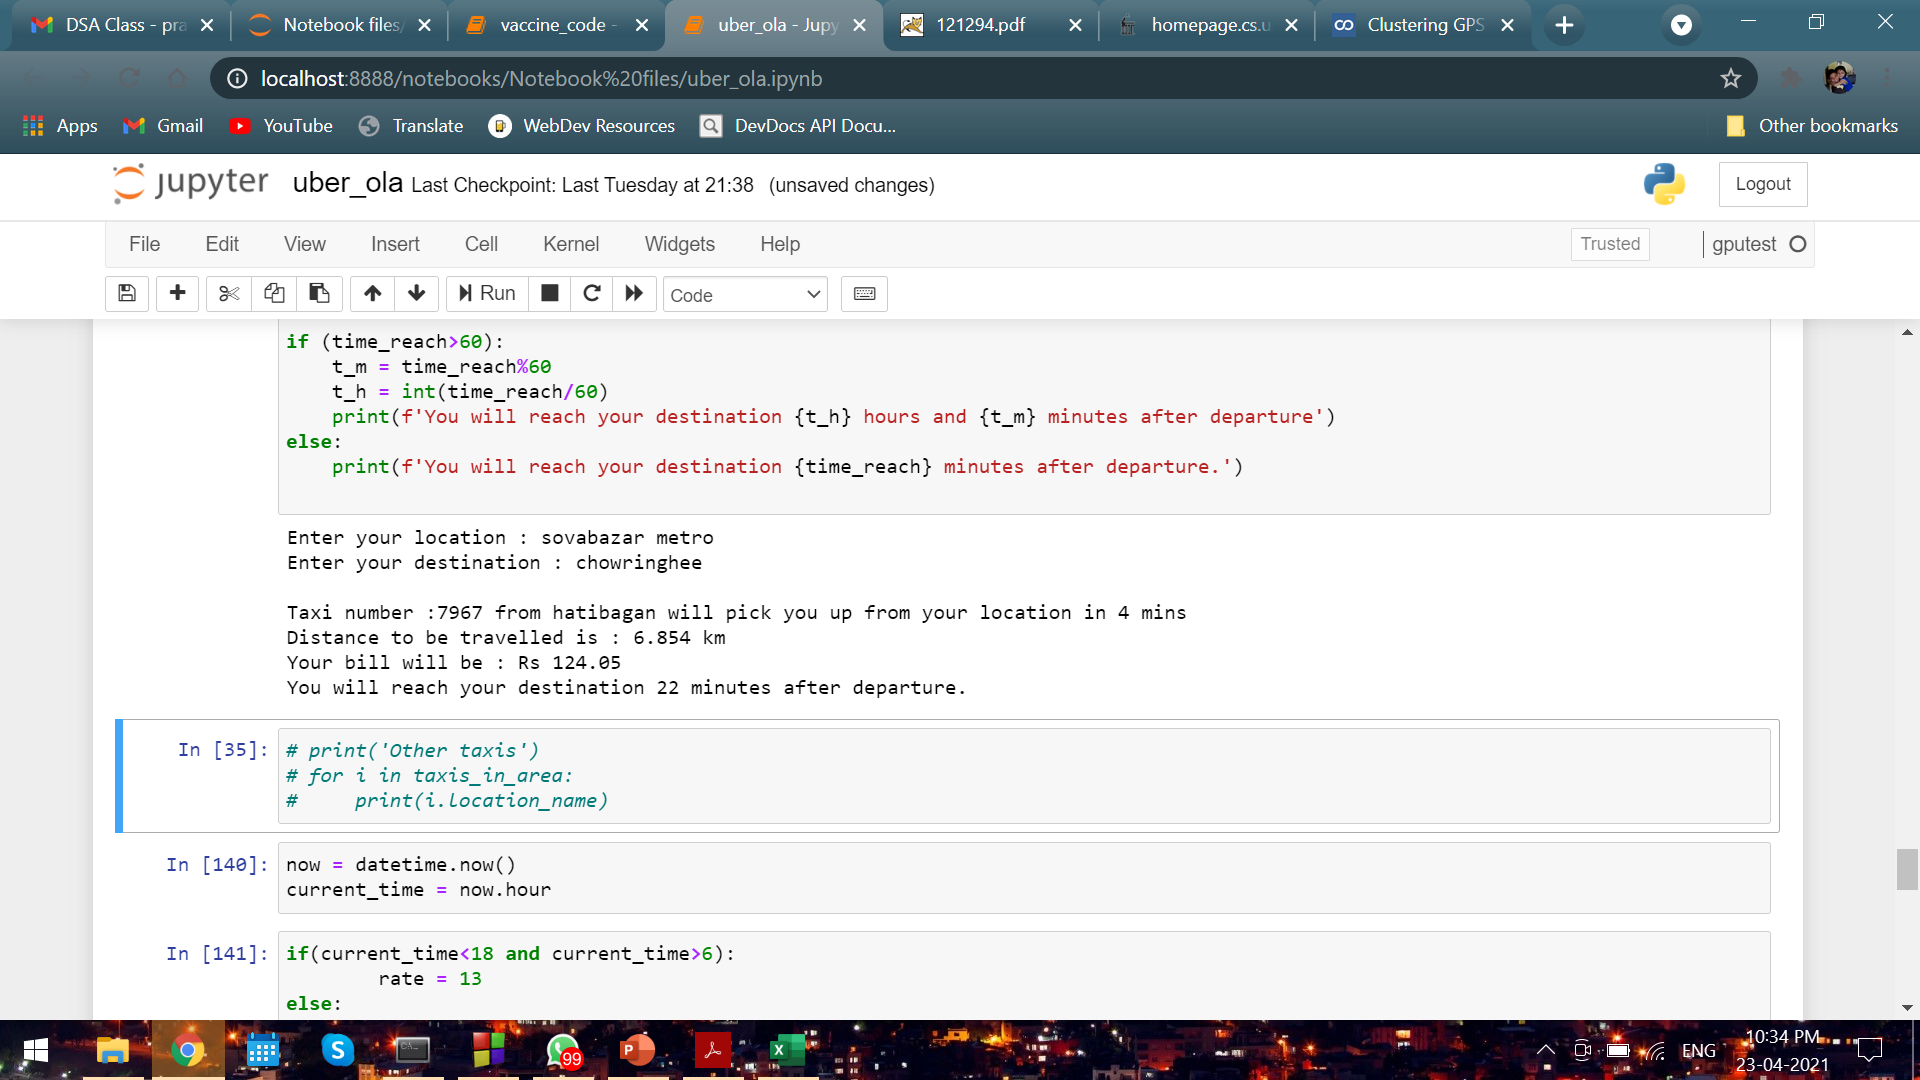 DSA Class - pra
Notebook files/
vaccine_code -
uber_ola - Jupy
121294.pdf
homepage.cs.u
Clustering GPS
localhost:8888/notebooks/Notebook%20files/uber_ola.ipynb
Apps
Gmail
YouTube
Translate
WebDev Resources
DevDocs API Docu...
Other bookmarks
jupyter
uber_ola Last Checkpoint: Last Tuesday at 21:38 (unsaved changes)
Logout
File
Edit
View
Insert
Cell
Kernel
Widgets
Help
Trusted
gputest
Run
Code
if (time_reach>60):
    t_m = time_reach%60
    t_h = int(time_reach/60)
    print(f'You will reach your destination {t_h} hours and {t_m} minutes after departure')
else:
    print(f'You will reach your destination {time_reach} minutes after departure.')
Enter your location : sovabazar metro
Enter your destination : chowringhee
Taxi number :7967 from hatibagan will pick you up from your location in 4 mins
Distance to be travelled is : 6.854 km
Your bill will be : Rs 124.05
You will reach your destination 22 minutes after departure.
In [35]:
# print('Other taxis')
# for i in taxis_in_area:
#     print(i.location_name)
In [140]:
now = datetime.now()
current_time = now.hour
In [141]:
if(current_time<18 and current_time>6):
        rate = 13
else:
99
ENG
10:34 PM
23-04-2021